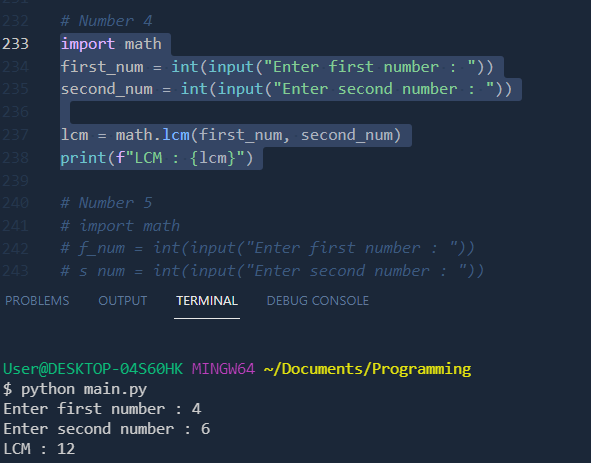 232 # Number 4
233 import math
234 first_num = int(input("Enter first number : "))
235 second_num = int(input("Enter second number : "))
236
237 lcm = math.lcm(first_num, second_num)
238 print(f"LCM : {lcm}")
240 # Number 5
241 # import math
242 # f_num = int(input("Enter first number : "))
243 # s num = int(input("Enter second number : "))
PROBLEMS OUTPUT TERMINAL DEBUG CONSOLE
User@DESKTOP-04S60HK MINGW64 ~/Documents/Programming
$ python main.py
Enter first number : 4
Enter second number : 6
LCM : 12